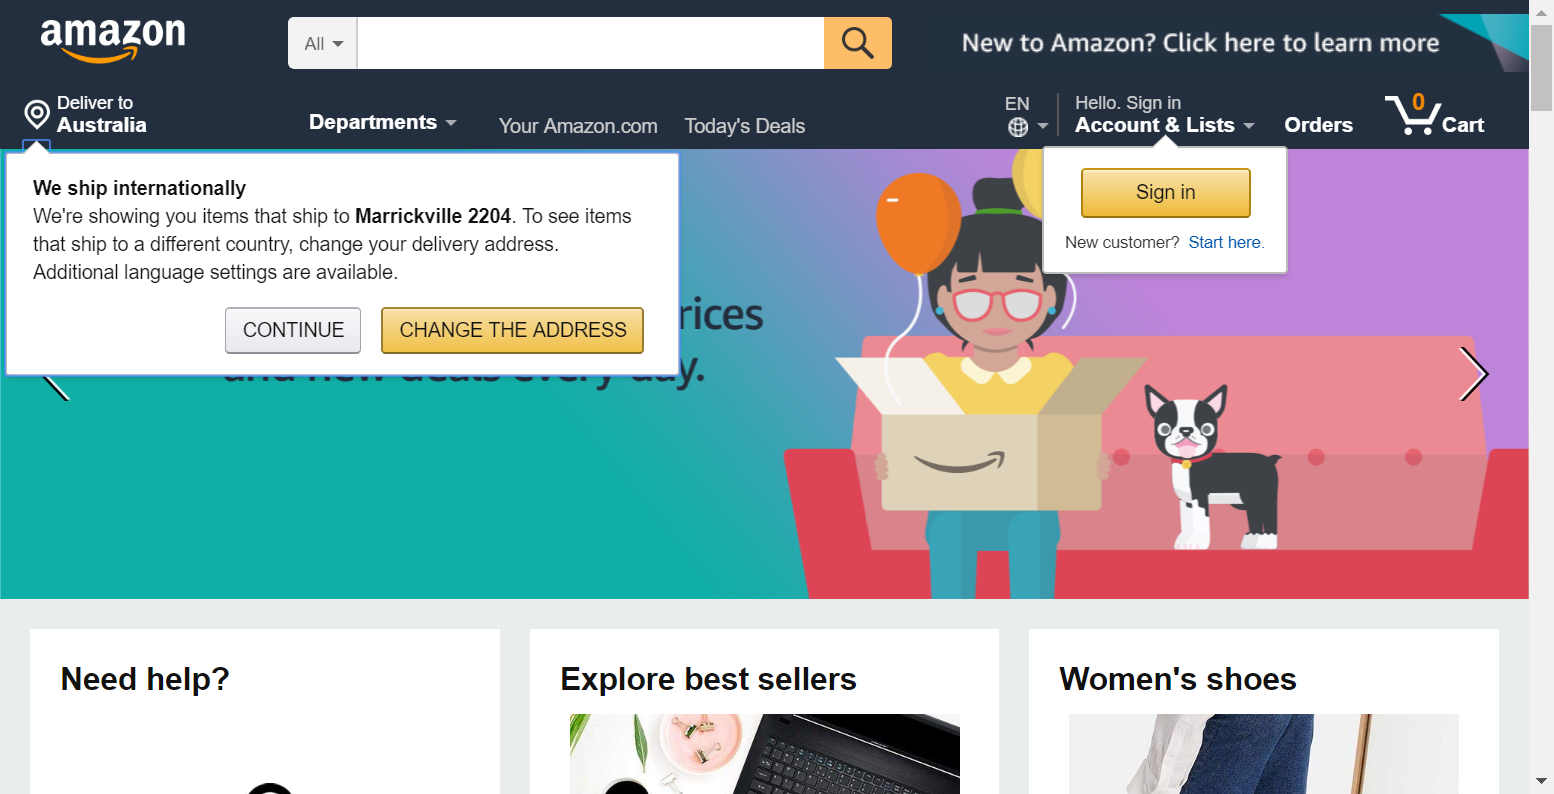 amazon
All
New to Amazon? Click here to learn more
Deliver to
Australia
Departments
Your Amazon.com
Today's Deals
EN
Hello. Sign in
Account & Lists
Orders
0
Cart
We ship internationally
We're showing you items that ship to Marrickville 2204. To see items
that ship to a different country, change your delivery address.
Additional language settings are available.
CONTINUE
CHANGE THE ADDRESS
Sign in
New customer? Start here.
and new deals every day.
Need help?
Explore best sellers
Women's shoes